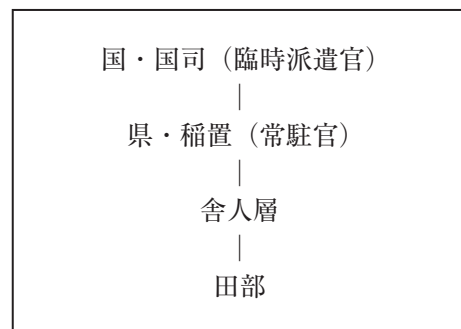 国・国司（臨時派遣官）
県・稲置（常駐官）
舎人層
田部